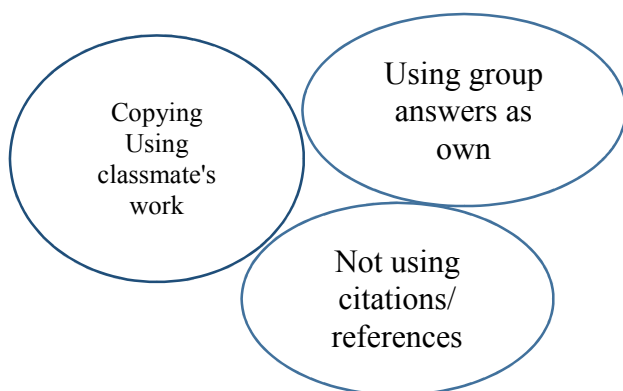 Copying
Using
classmate's
work
Using group
answers as
own
Not using
citations/
references